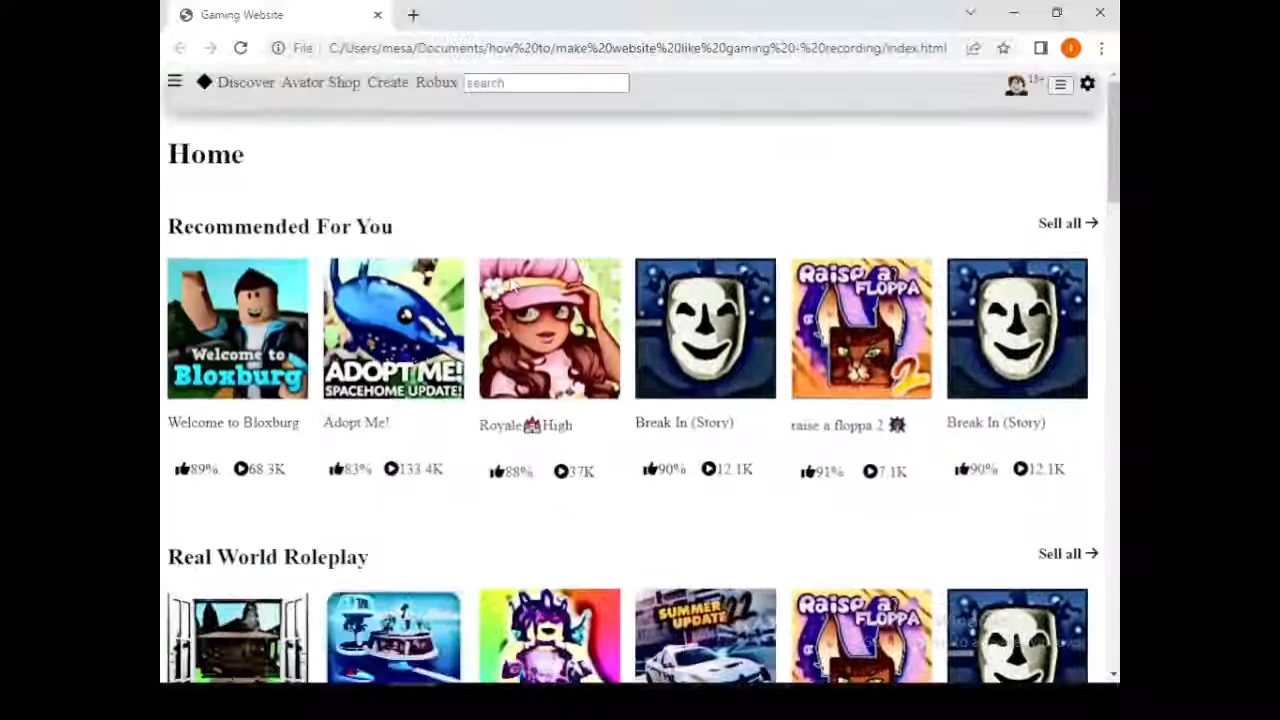 Gaming Website
File C:/Users/mesa/Documents/how%20to/make%20website%20like%20gaming%20-%20recording/index.html
Discover Avator Shop Create Robux search 13+
Home
Recommended For You Sell all
Welcome to Bloxburg
ADOPT ME! SPACEHOME UPDATE!
Raise a FLOPPA 2
Welcome to Bloxburg Adopt Me! Royale High Break In (Story) raise a floppa 2 Break In (Story)
89% 68.3K 83% 133.4K 88% 37K 90% 12.1K 91% 7.1K 90% 12.1K
Real World Roleplay Sell all
SUMMER UPDATE 22
Raise a FLOPPA